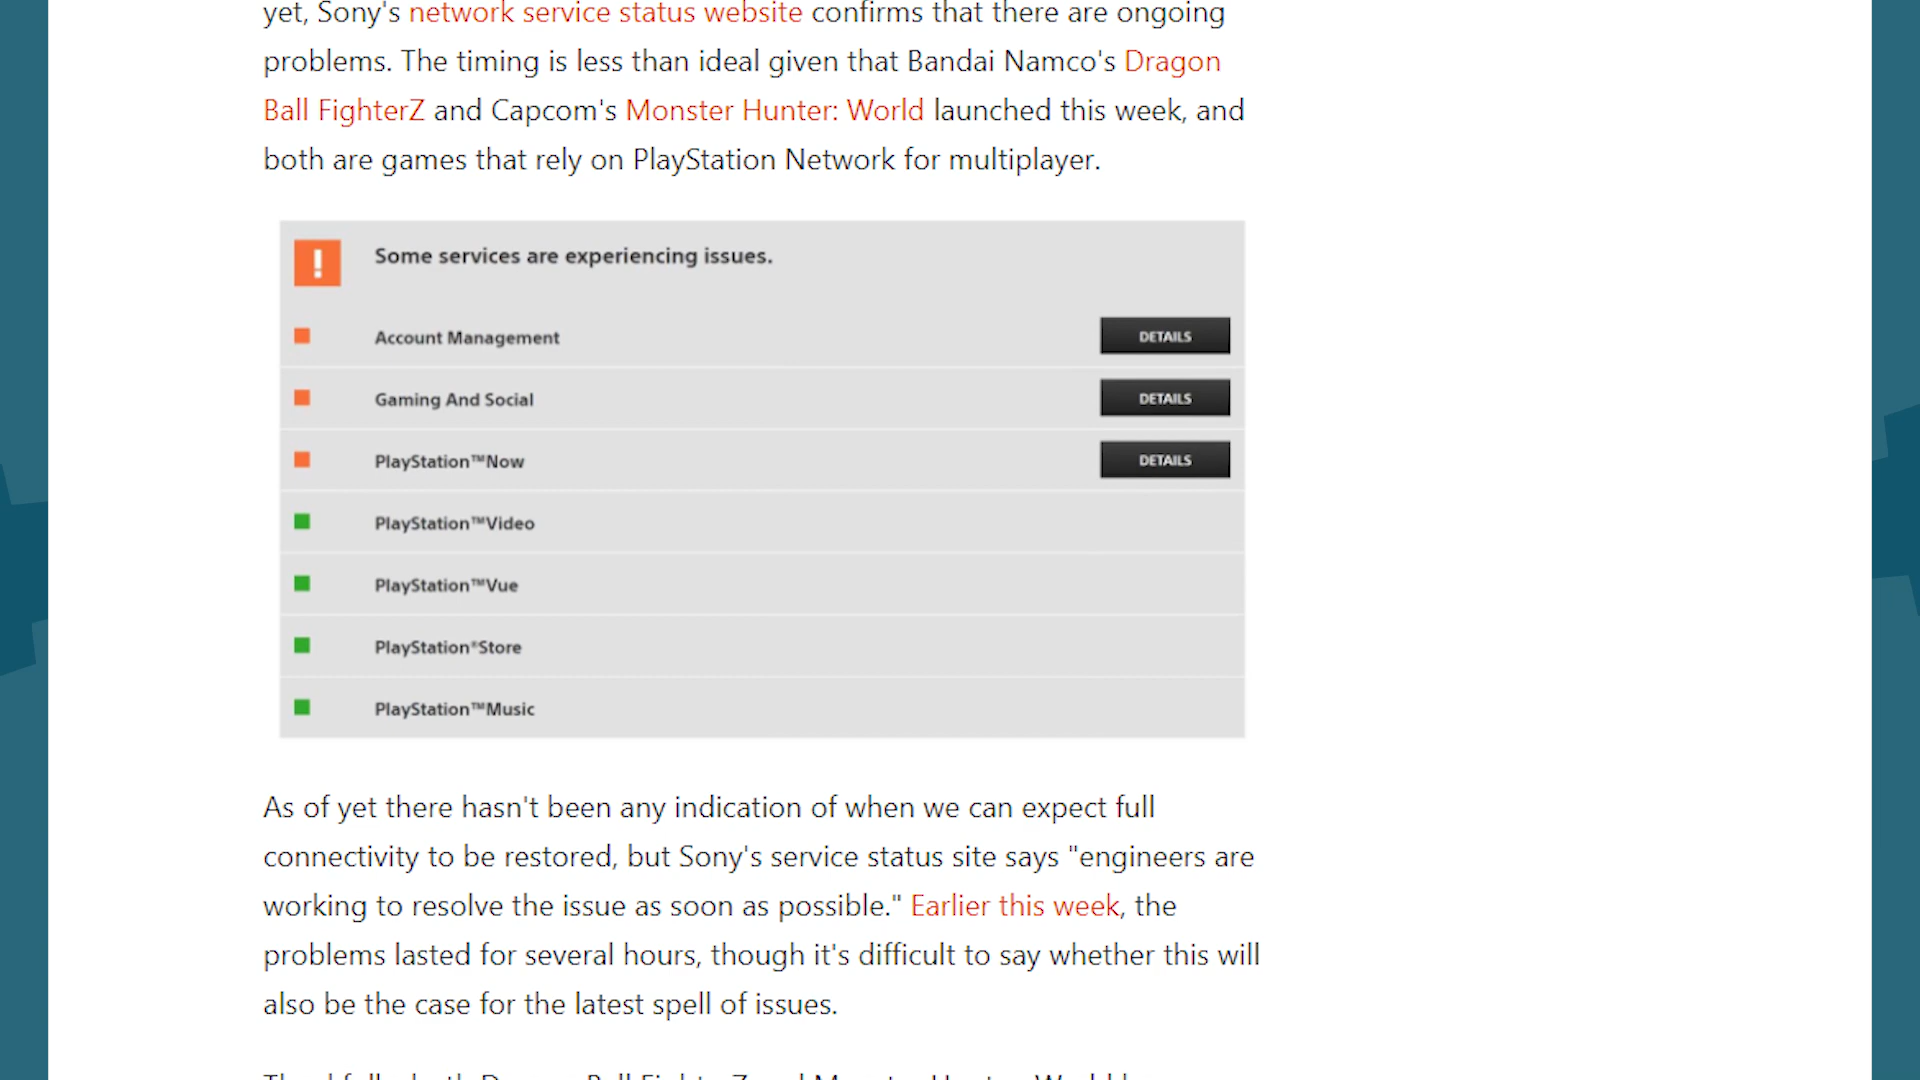 yet, Sony's network service status website confirms that there are ongoing
problems. The timing is less than ideal given that Bandai Namco's Dragon
Ball FighterZ and Capcom's Monster Hunter: World launched this week, and
both are games that rely on PlayStation Network for multiplayer.
!
Some services are experiencing issues.
Account Management DETAILS
Gaming And Social DETAILS
PlayStation™Now DETAILS
PlayStation™Video
PlayStation™Vue
PlayStation®Store
PlayStation™Music
As of yet there hasn't been any indication of when we can expect full
connectivity to be restored, but Sony's service status site says "engineers are
working to resolve the issue as soon as possible." Earlier this week, the
problems lasted for several hours, though it's difficult to say whether this will
also be the case for the latest spell of issues.